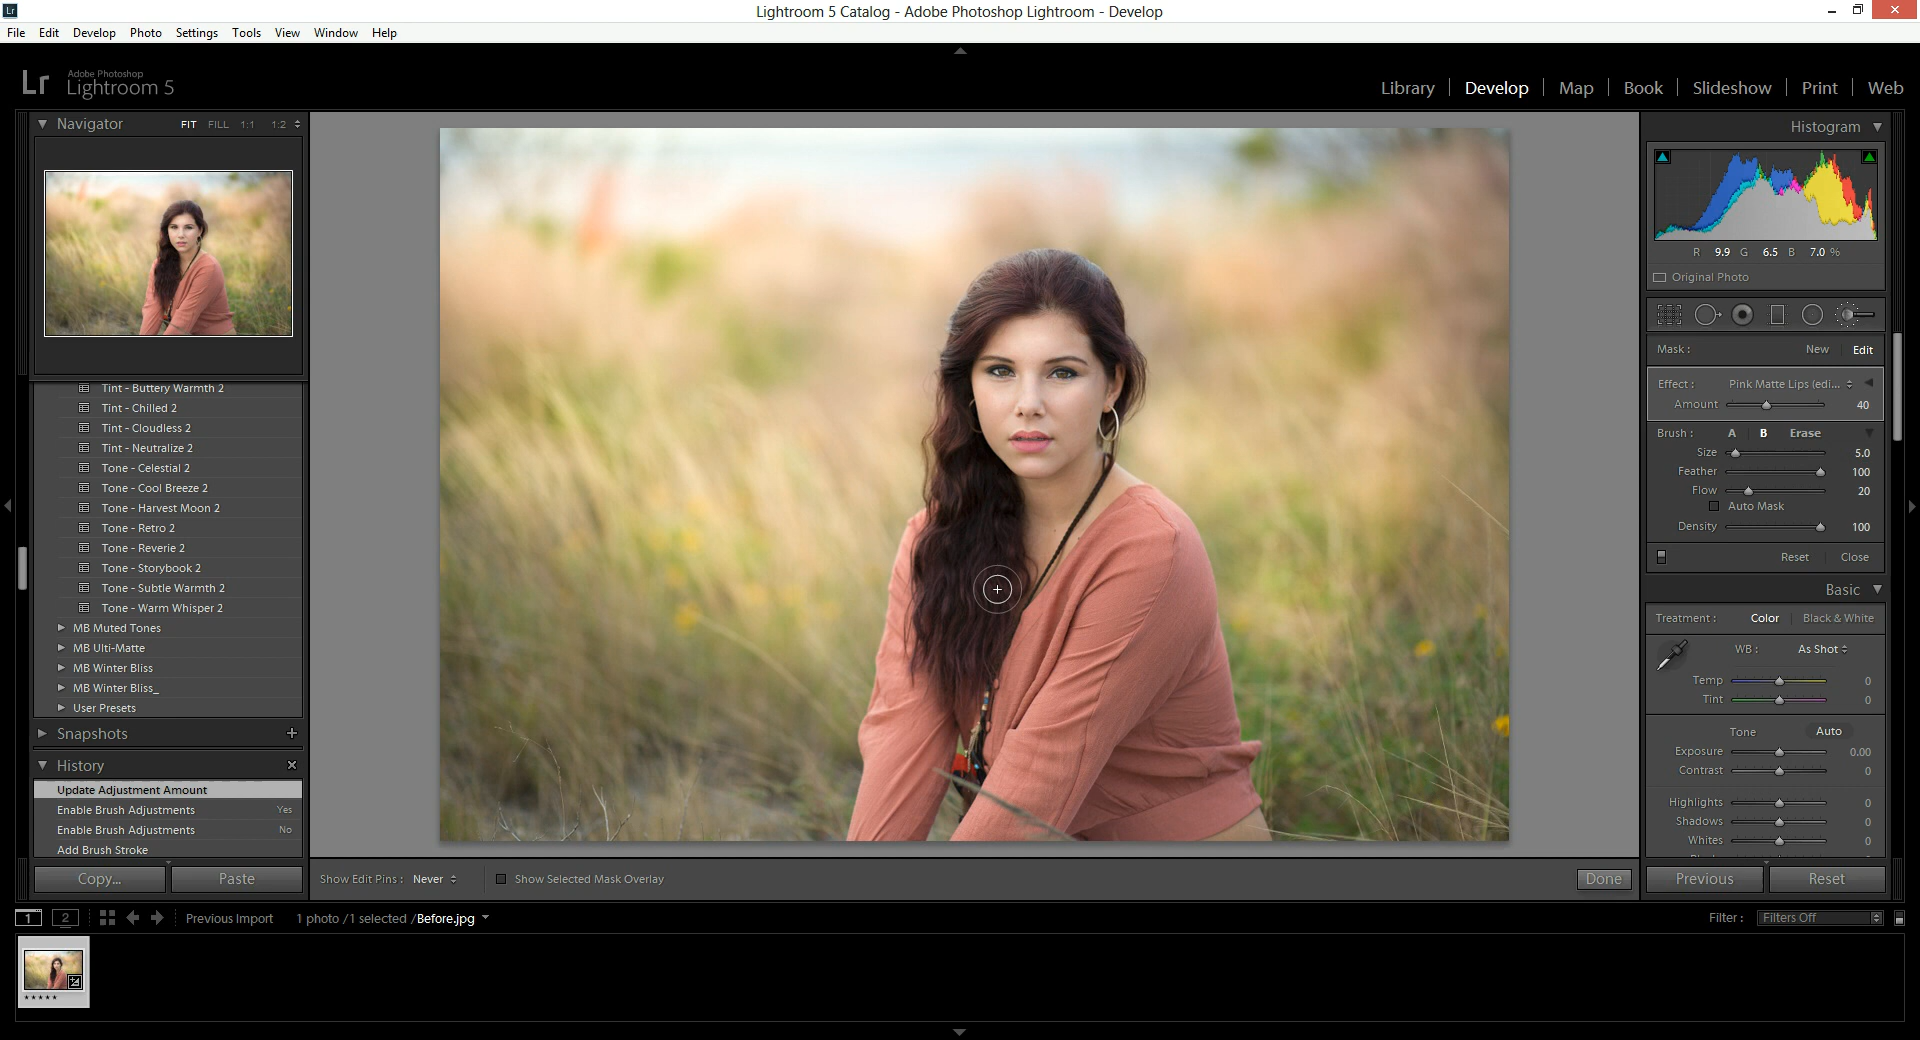 Lr
Lightroom 5 Catalog - Adobe Photoshop Lightroom - Develop
File Edit Develop Photo Settings Tools View Window Help
Lr Adobe Photoshop
Lightroom 5
Library Develop Map Book Slideshow Print Web
Navigator FIT FILL 1:1 1:2
Tint - Buttery Warmth 2
Tint - Chilled 2
Tint - Cloudless 2
Tint - Neutralize 2
Tone - Celestial 2
Tone - Cool Breeze 2
Tone - Harvest Moon 2
Tone - Retro 2
Tone - Reverie 2
Tone - Storybook 2
Tone - Subtle Warmth 2
Tone - Warm Whisper 2
MB Muted Tones
MB Ulti-Matte
MB Winter Bliss
MB Winter Bliss_
User Presets
Snapshots
History
Update Adjustment Amount
Enable Brush Adjustments Yes
Enable Brush Adjustments No
Add Brush Stroke
Copy... Paste
Show Edit Pins : Never Show Selected Mask Overlay Done
Histogram
R 9.9 G 6.5 B 7.0 %
Original Photo
Mask : New Edit
Effect : Pink Matte Lips (edi...
Amount 40
Brush : A B Erase
Size 5.0
Feather 100
Flow 20
Auto Mask
Density 100
Reset Close
Basic
Treatment : Color Black & White
WB : As Shot
Temp 0
Tint 0
Tone Auto
Exposure 0.00
Contrast 0
Highlights 0
Shadows 0
Whites 0
Previous Reset
1 2 Previous Import 1 photo /1 selected /Before.jpg Filter : Filters Off